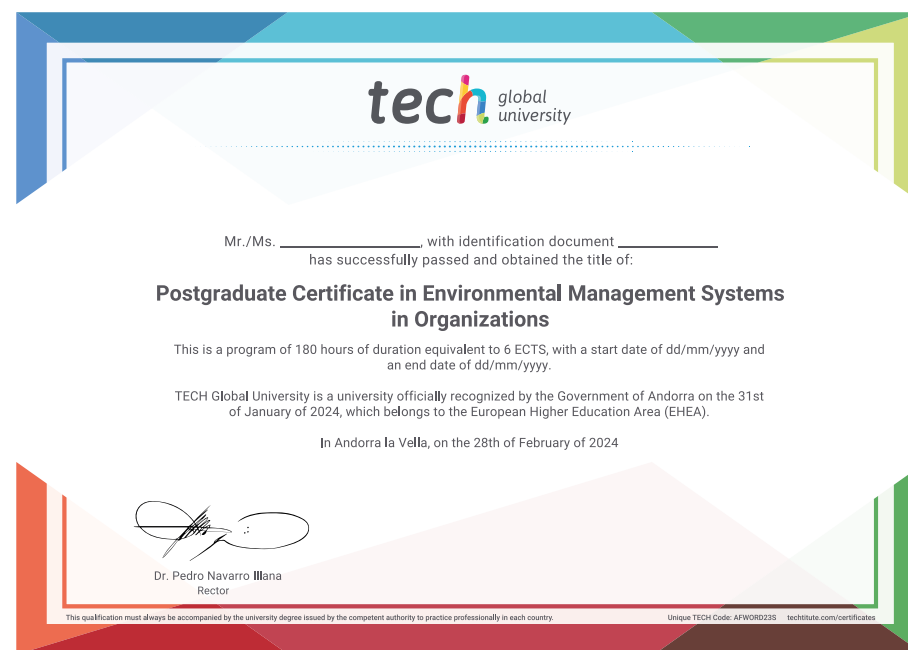 tech global university
Mr./Ms. ____________, with identification document ____________
has successfully passed and obtained the title of:
Postgraduate Certificate in Environmental Management Systems
in Organizations
This is a program of 180 hours of duration equivalent to 6 ECTS, with a start date of dd/mm/yyyy and
an end date of dd/mm/yyyy.
TECH Global University is a university officially recognized by the Government of Andorra on the 31st
of January of 2024, which belongs to the European Higher Education Area (EHEA).
In Andorra la Vella, on the 28th of February of 2024
Dr. Pedro Navarro Illana
Rector
This qualification must always be accompanied by the university degree issued by the competent authority to practice professionally in each country.
Unique TECH Code: AFWORD23S techtitute.com/certificates